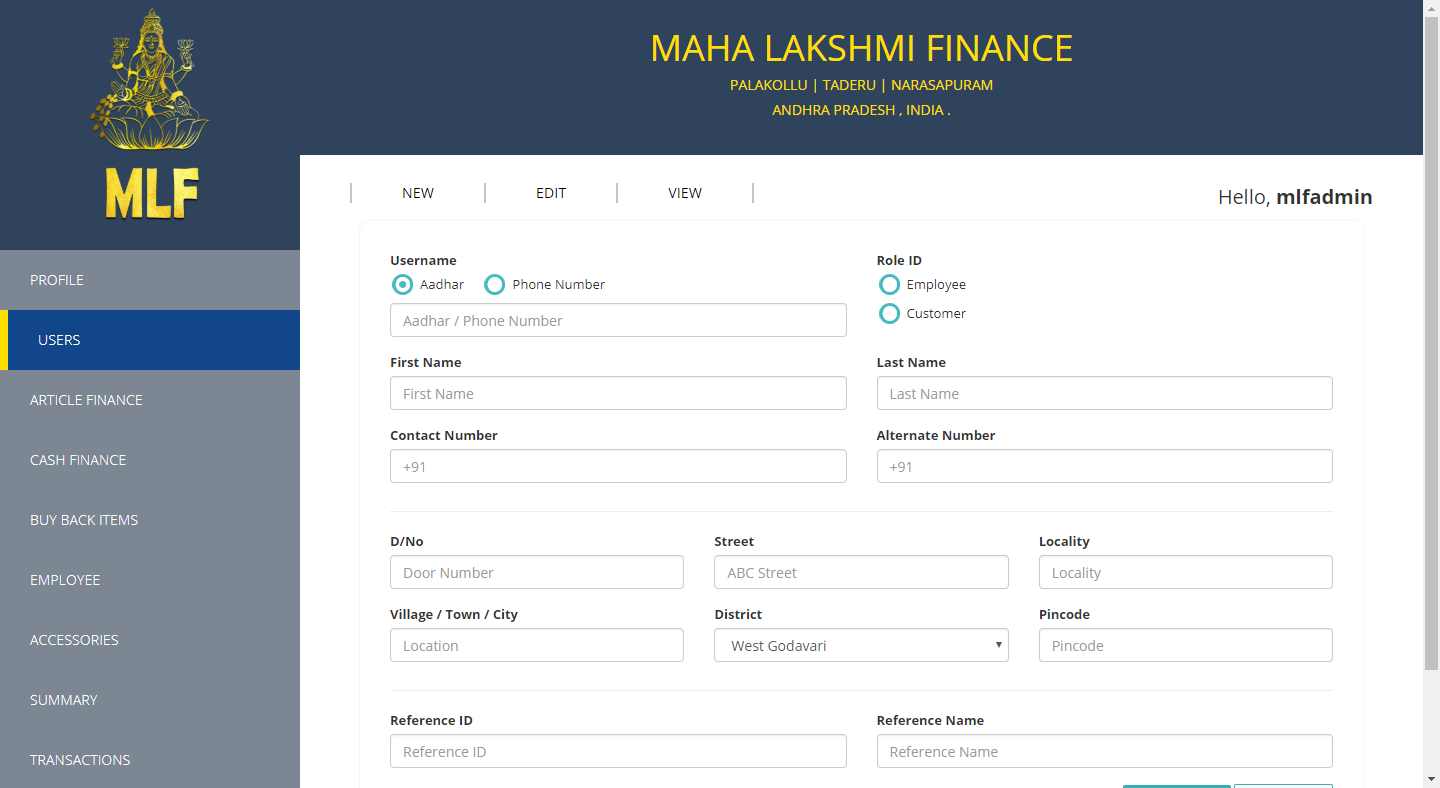 MAHA LAKSHMI FINANCE
PALAKOLLU | TADERU | NARASAPURAM
ANDHRA PRADESH , INDIA .
MLF
PROFILE
USERS
ARTICLE FINANCE
CASH FINANCE
BUY BACK ITEMS
EMPLOYEE
ACCESSORIES
SUMMARY
TRANSACTIONS
NEW EDIT VIEW
Hello, mlfadmin
Username Role ID
Aadhar Phone Number Employee
Customer
Aadhar / Phone Number
First Name Last Name
First Name Last Name
Contact Number Alternate Number
+91 +91
D/No Street Locality
Door Number ABC Street Locality
Village / Town / City District Pincode
Location West Godavari Pincode
Reference ID Reference Name
Reference ID Reference Name